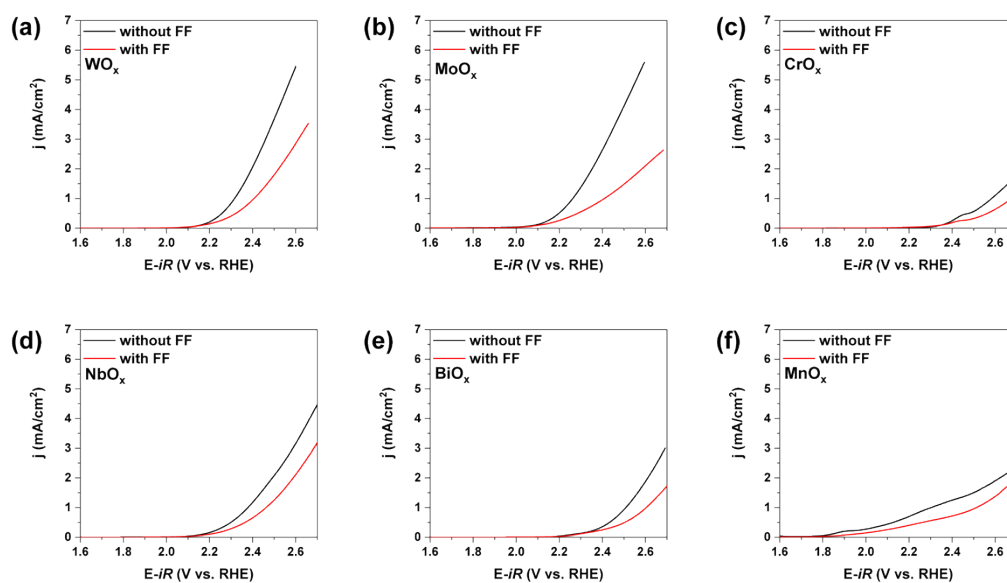 (a)
without FF
with FF
WOₓ
j (mA/cm²)
7
6
5
4
3
2
1
0
1.6 1.8 2.0 2.2 2.4 2.6
E-iR (V vs. RHE)
(b)
without FF
with FF
MoOₓ
j (mA/cm²)
7
6
5
4
3
2
1
0
1.6 1.8 2.0 2.2 2.4 2.6
E-iR (V vs. RHE)
(c)
without FF
with FF
CrOₓ
j (mA/cm²)
7
6
5
4
3
2
1
0
1.6 1.8 2.0 2.2 2.4 2.6
E-iR (V vs. RHE)
(d)
without FF
with FF
NbOₓ
j (mA/cm²)
7
6
5
4
3
2
1
0
1.6 1.8 2.0 2.2 2.4 2.6
E-iR (V vs. RHE)
(e)
without FF
with FF
BiOₓ
j (mA/cm²)
7
6
5
4
3
2
1
0
1.6 1.8 2.0 2.2 2.4 2.6
E-iR (V vs. RHE)
(f)
without FF
with FF
MnOₓ
j (mA/cm²)
7
6
5
4
3
2
1
0
1.6 1.8 2.0 2.2 2.4 2.6
E-iR (V vs. RHE)